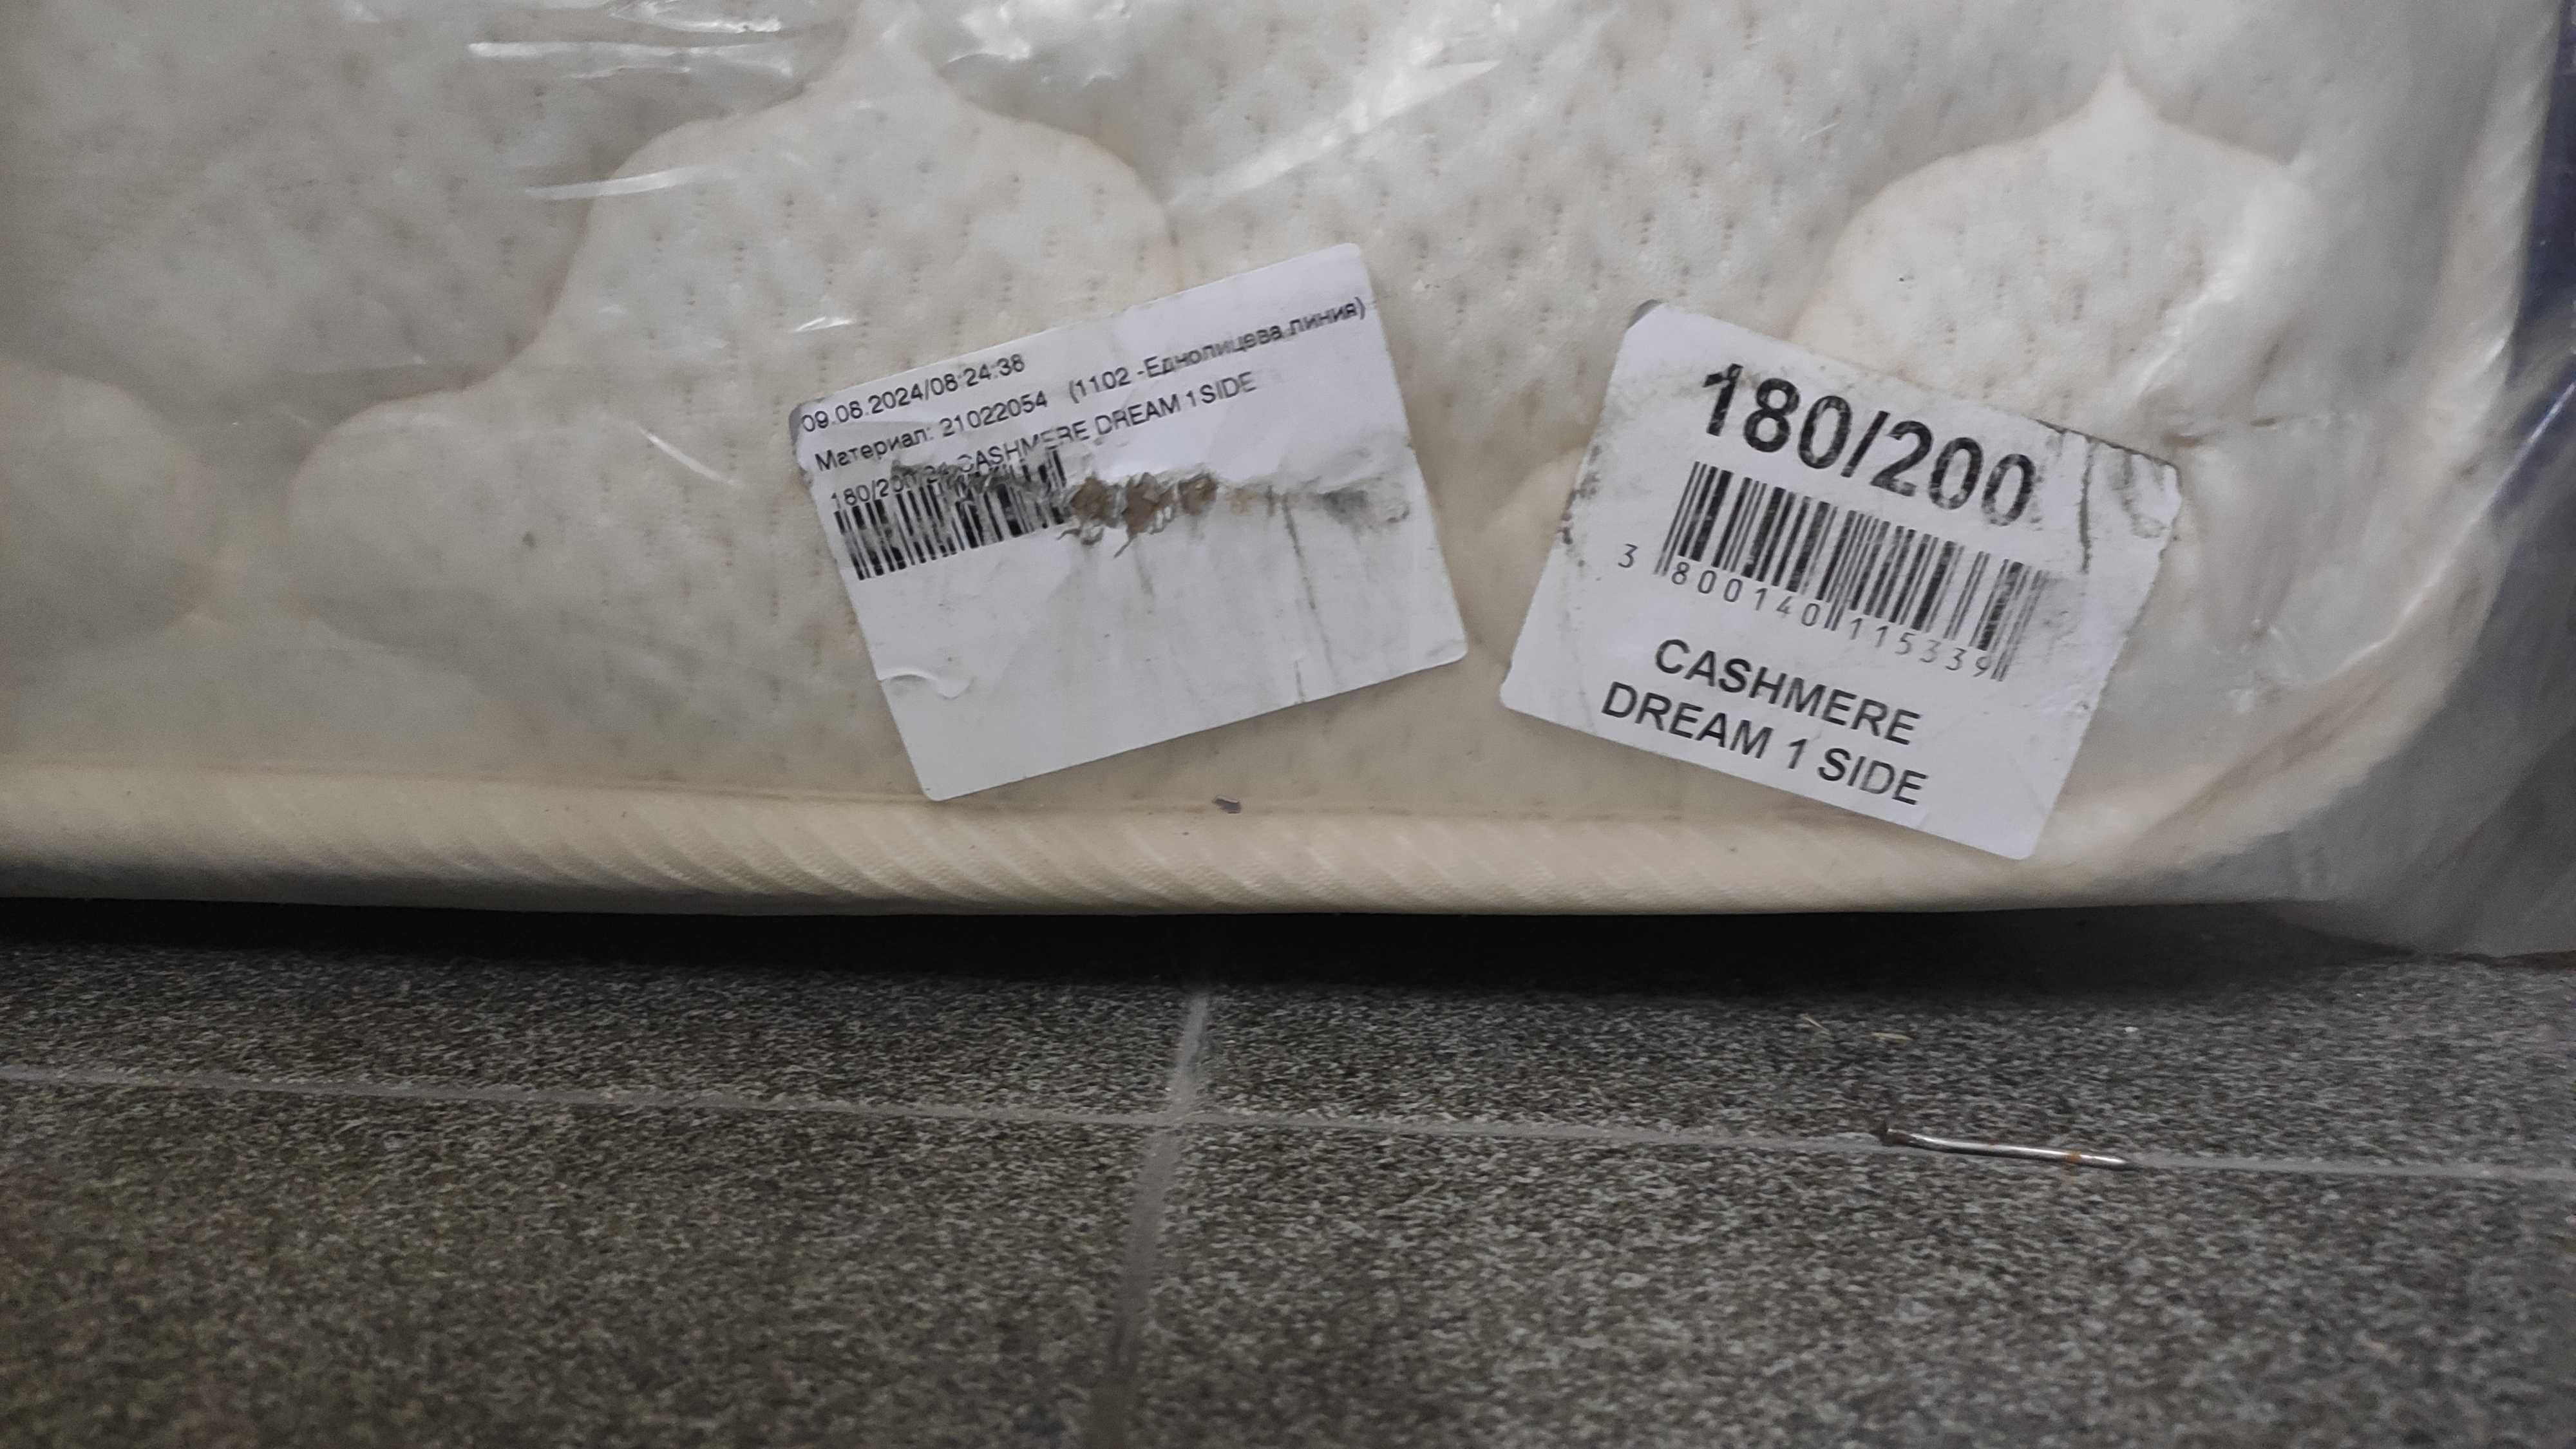 09.08.2024/08:24:38
Материал: 21022054 (1102 -Еднолицева линия)
180/200 CASHMERE DREAM 1 SIDE
180/200
3 800140 115339
CASHMERE
DREAM 1 SIDE